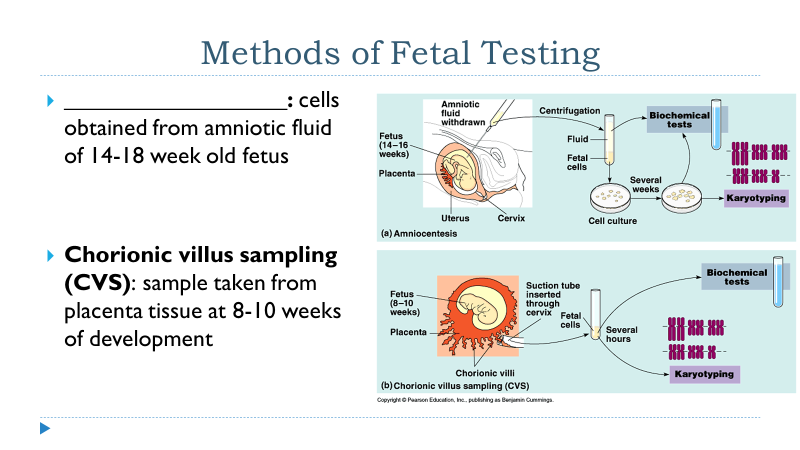 Methods of Fetal Testing
____________________: cells
obtained from amniotic fluid
of 14-18 week old fetus
Chorionic villus sampling
(CVS): sample taken from
placenta tissue at 8-10 weeks
of development
Amniotic
fluid
withdrawn
Centrifugation
Fetus
(14–16
weeks)
Placenta
Uterus
Cervix
Fluid
Fetal
cells
Cell culture
Several
weeks
Biochemical
tests
Karyotyping
(a) Amniocentesis
Fetus
(8–10
weeks)
Placenta
Suction tube
inserted
through
cervix
Fetal
cells
Several
hours
Chorionic villi
Biochemical
tests
Karyotyping
(b) Chorionic villus sampling (CVS)
Copyright © Pearson Education, Inc., publishing as Benjamin Cummings.